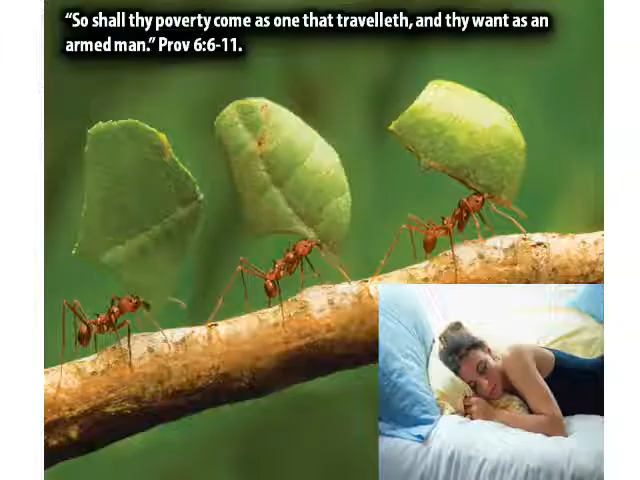 “So shall thy poverty come as one that travelleth, and thy want as an
armed man.” Prov 6:6-11.